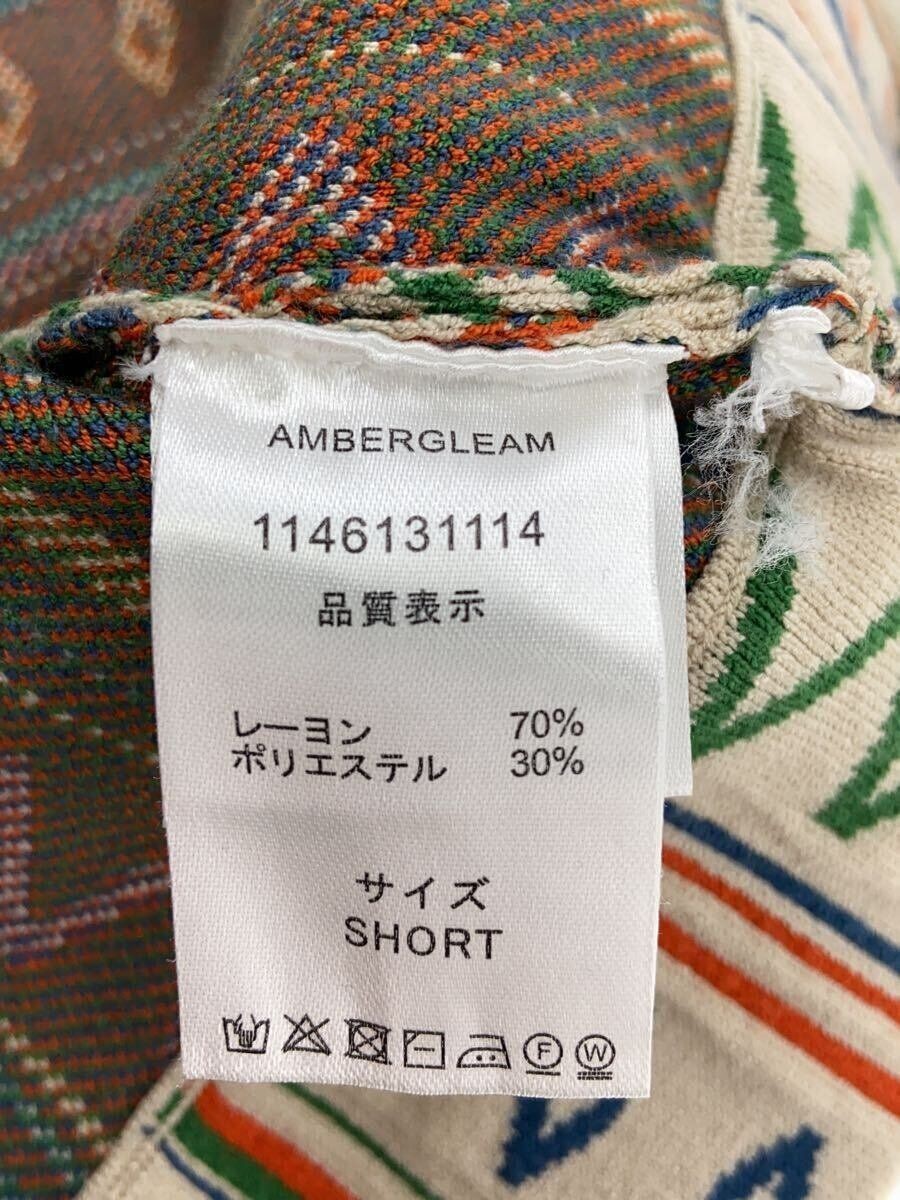 AMBERGLEAM
1146131114
品質表示
レーヨン 70%
ポリエステル 30%
サイズ
SHORT
F W